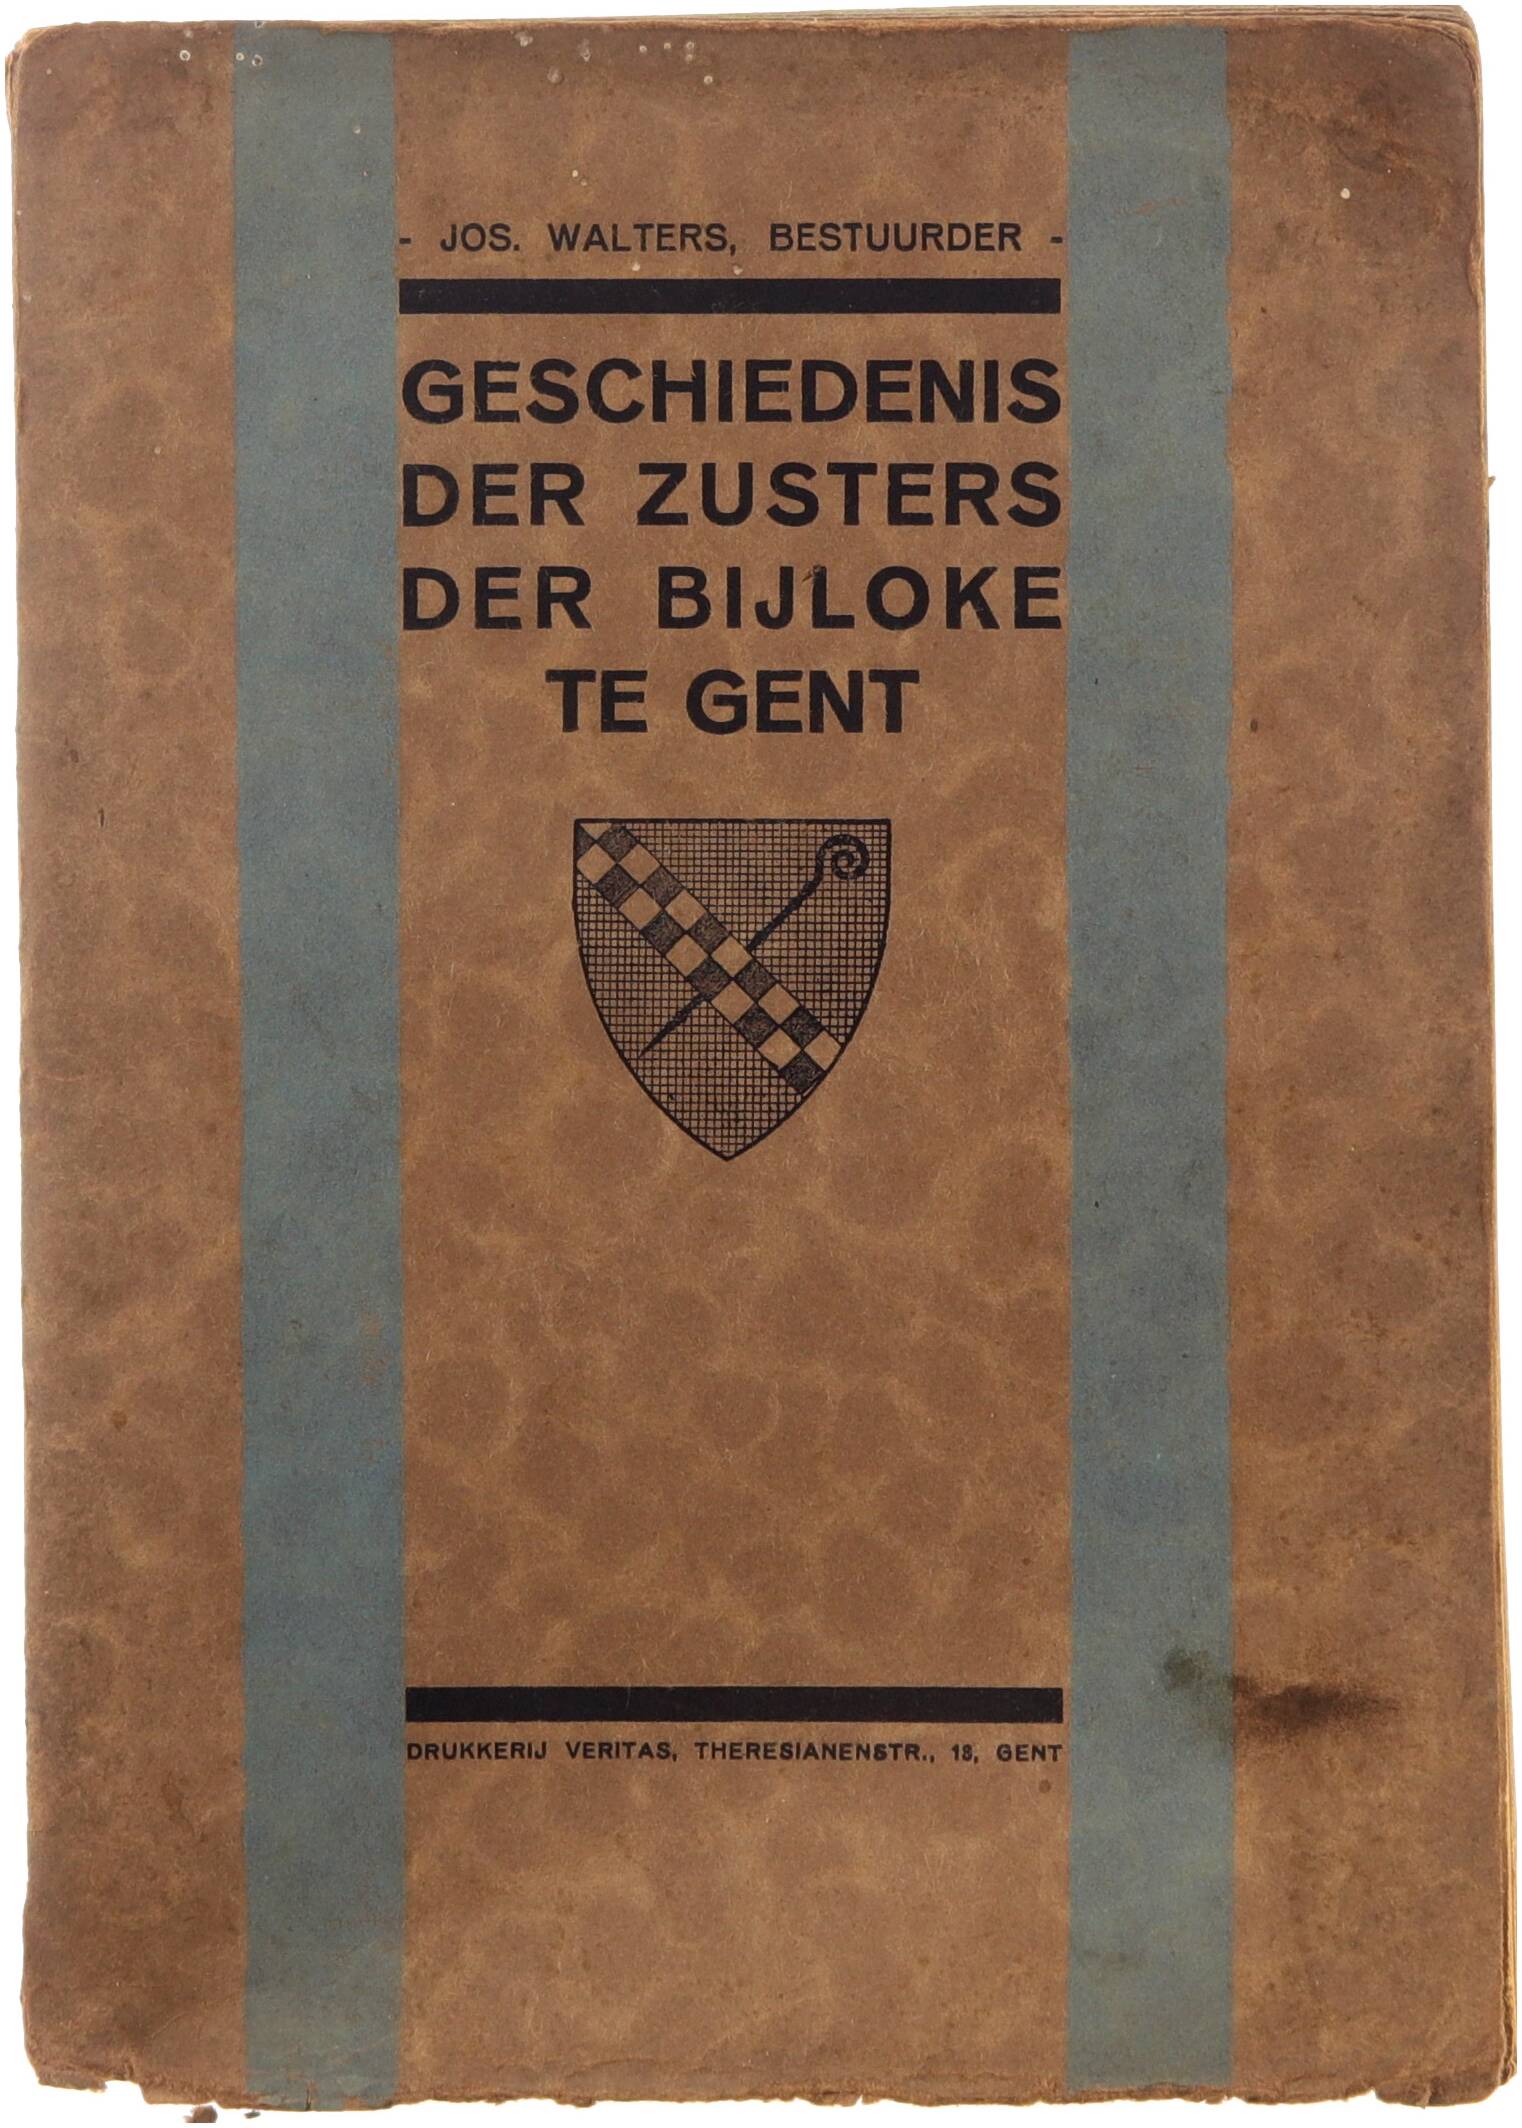 - JOS. WALTERS, BESTUURDER -
GESCHIEDENIS
DER ZUSTERS
DER BIJLOKE
TE GENT
DRUKKERIJ VERITAS, THERESIANENSTR., 18, GENT